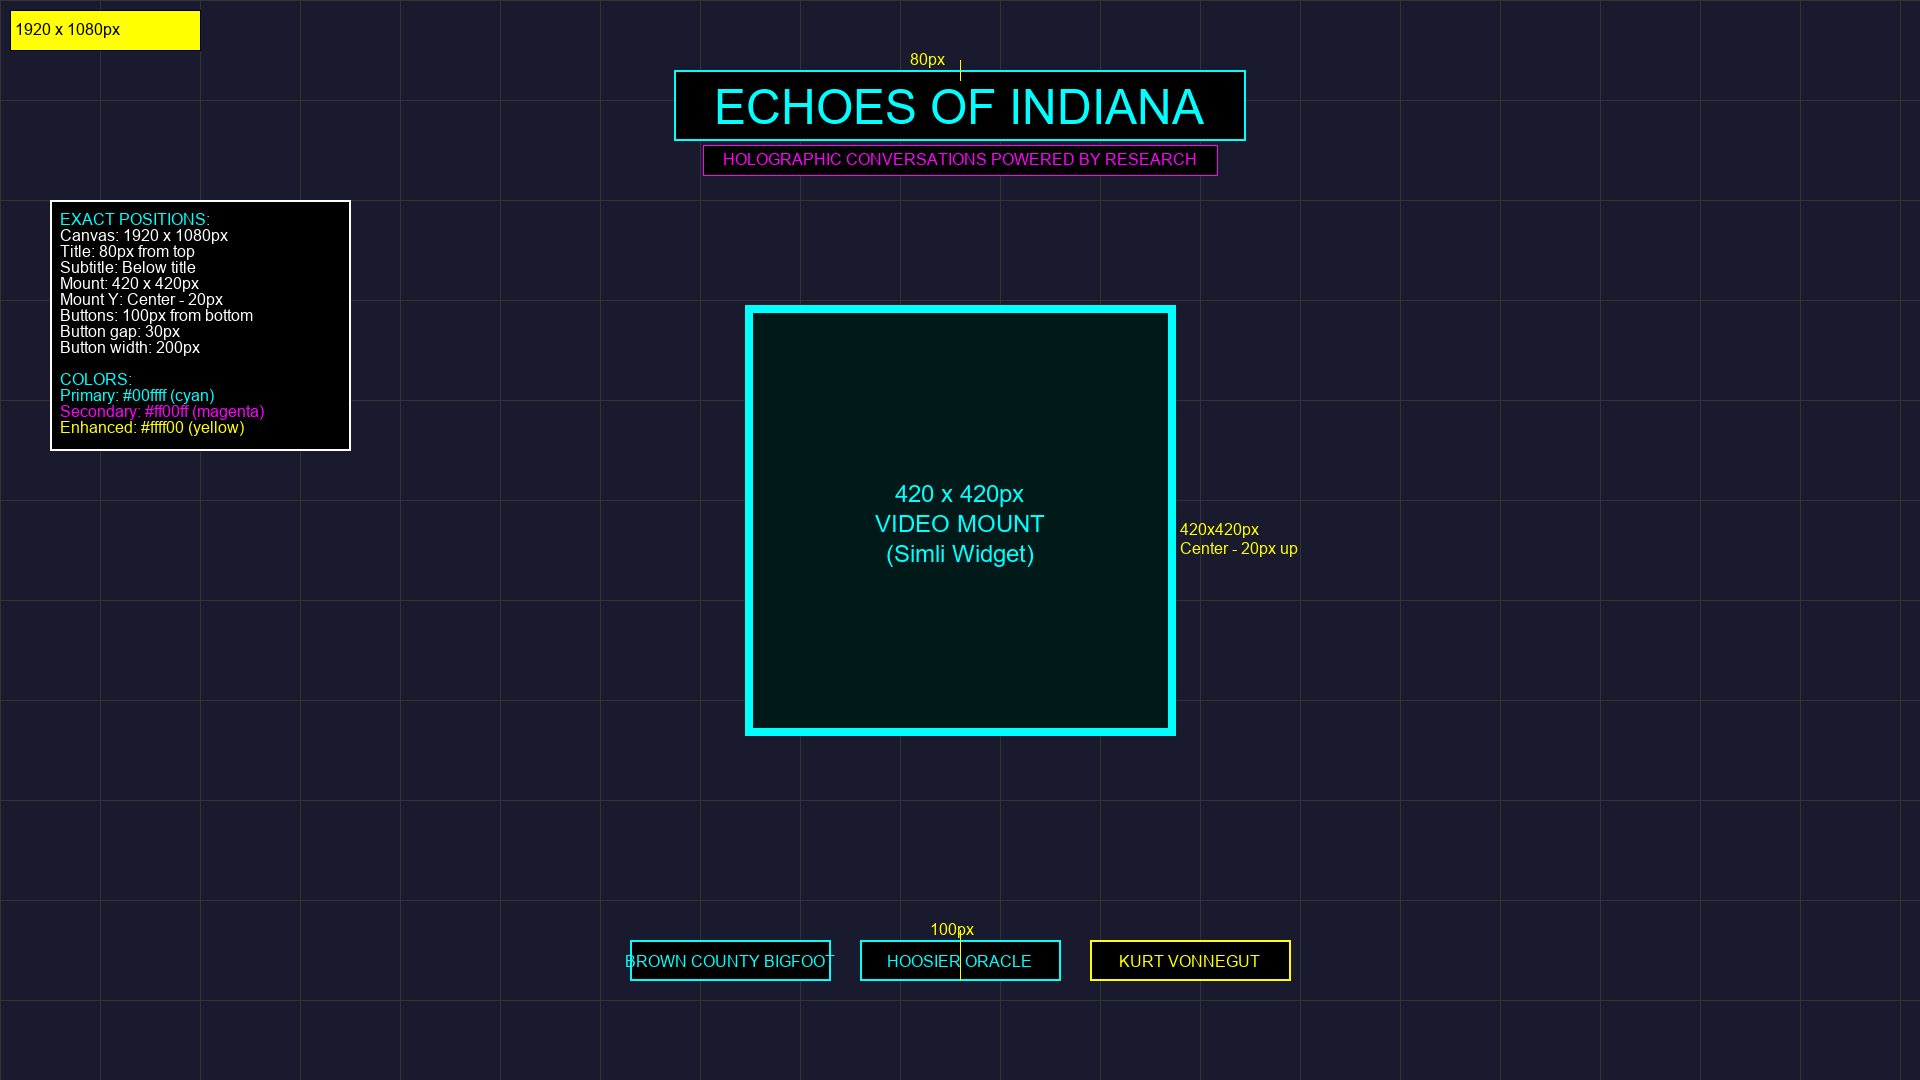 1920 x 1080px
80px
ECHOES OF INDIANA
HOLOGRAPHIC CONVERSATIONS POWERED BY RESEARCH
EXACT POSITIONS:
Canvas: 1920 x 1080px
Title: 80px from top
Subtitle: Below title
Mount: 420 x 420px
Mount Y: Center - 20px
Buttons: 100px from bottom
Button gap: 30px
Button width: 200px
COLORS:
Primary: #00ffff (cyan)
Secondary: #ff00ff (magenta)
Enhanced: #ffff00 (yellow)
420 x 420px
VIDEO MOUNT
(Simli Widget)
420x420px
Center - 20px up
100px
BROWN COUNTY BIGFOOT
HOOSIER ORACLE
KURT VONNEGUT